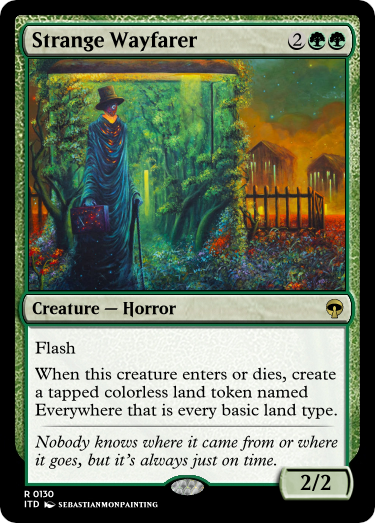 Strange Wayfarer 2
Creature — Horror
Flash
When this creature enters or dies, create
a tapped colorless land token named
Everywhere that is every basic land type.
Nobody knows where it came from or where
it goes, but it's always just on time.
2/2
R 0130
ITD SEBASTIANMONPAINTING